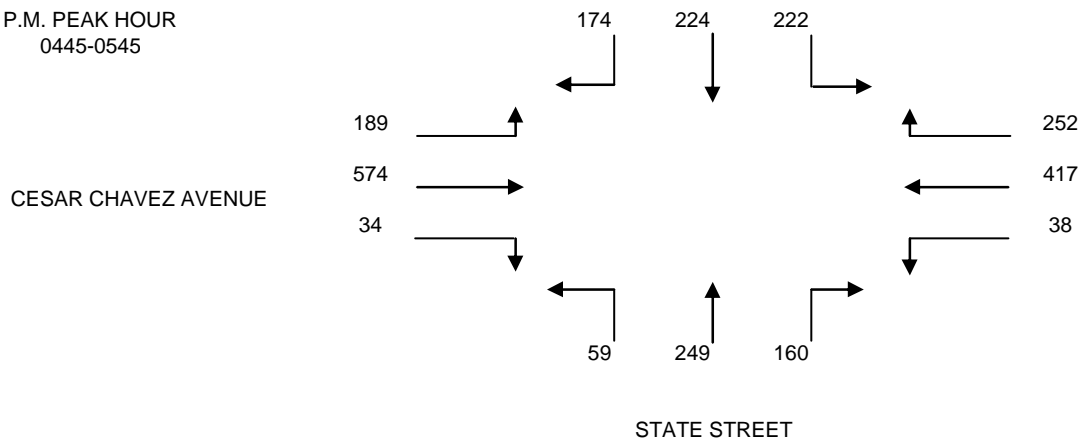 P.M. PEAK HOUR
0445-0545
174 224 222
189 252
574 417
CESAR CHAVEZ AVENUE
34 38
59 249 160
STATE STREET